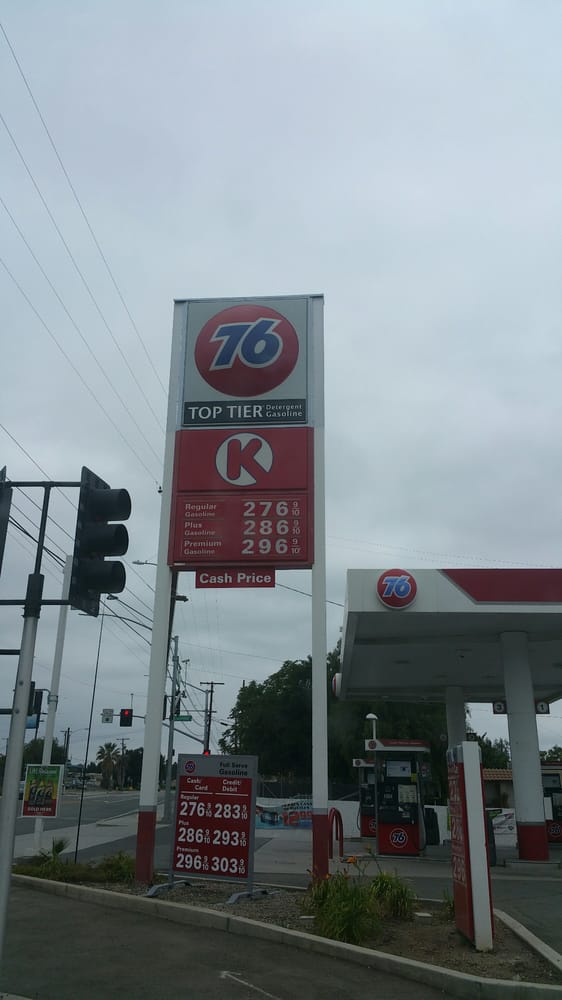 76
TOP TIER Detergent Gasoline
K
Regular Gasoline 276 9/10
Plus Gasoline 286 9/10
Premium Gasoline 296 9/10
Cash Price
76
Full Serve
Gasoline
Cash/Card Credit/Debit
Regular
276 9/10 283 9/10
Plus
286 9/10 293 9/10
Premium
296 9/10 303 9/10
3
1
76